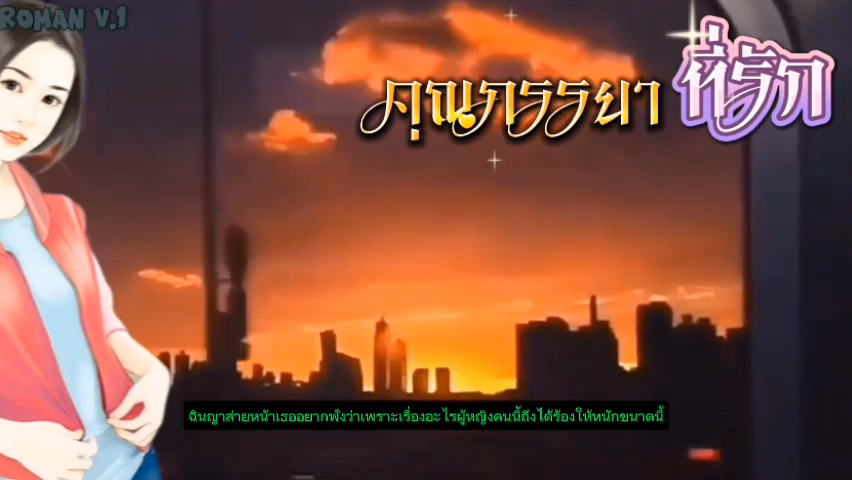 ROMAN V.1
คุณภรรยา ที่รัก
ฉินญาส่ายหน้าเธออยากฟังว่าเพราะเรื่องอะไรผู้หญิงคนนี้ถึงได้ร้องให้หนักขนาดนี้